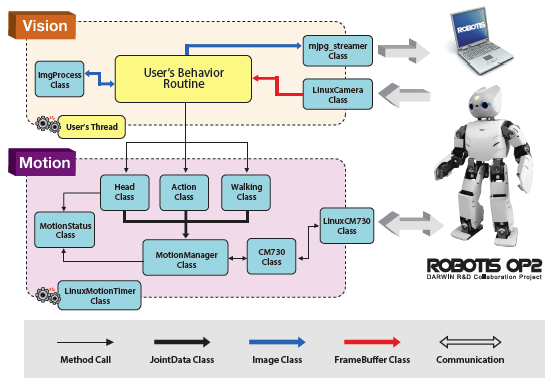 Vision
ImgProcess
Class
User's Behavior
Routine
mjpg_streamer
Class
LinuxCamera
Class
ROBOTIS
User's Thread
Motion
Head
Class
Action
Class
Walking
Class
MotionStatus
Class
LinuxCM730
Class
MotionManager
Class
CM730
Class
LinuxMotionTimer
Class
ROBOTIS OP2
DARWIN R&D Collaboration Project
Method Call
JointData Class
Image Class
FrameBuffer Class
Communication